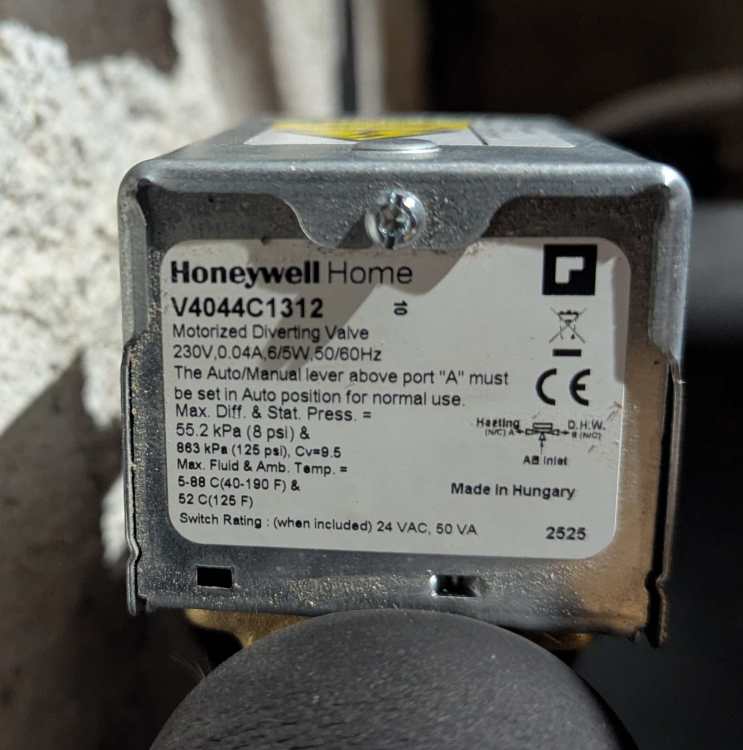 Honeywell Home
V4044C1312 10
Motorized Diverting Valve
230V,0.04A,6/5W,50/60Hz
The Auto/Manual lever above port "A" must
be set in Auto position for normal use.
Max. Diff. & Stat. Press. =
55.2 kPa (8 psi) &
863 kPa (125 psi), Cv=9.5
Max. Fluid & Amb. Temp. =
5-88 C(40-190 F) &
52 C(125 F)
Switch Rating : (when included) 24 VAC, 50 VA
CE
Heating D.H.W.
(N/C) A B (N/C)
AB Inlet
Made in Hungary
2525